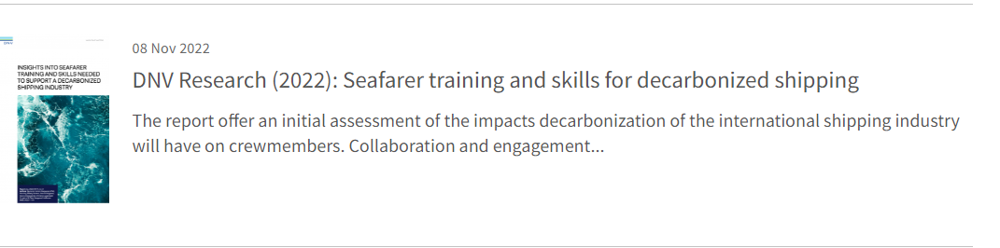 08 Nov 2022
DNV Research (2022): Seafarer training and skills for decarbonized shipping
The report offer an initial assessment of the impacts decarbonization of the international shipping industry
will have on crewmembers. Collaboration and engagement...
INSIGHTS INTO SEAFARER
TRAINING AND SKILLS NEEDED
TO SUPPORT A DECARBONIZED
SHIPPING INDUSTRY